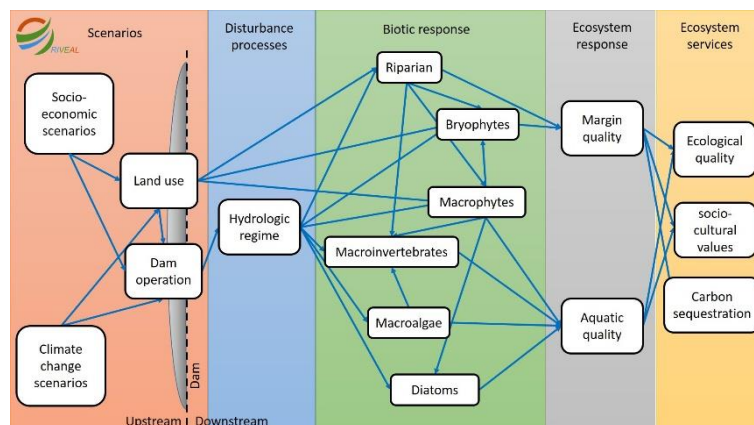 RIVEAL
Scenarios
Disturbance
processes
Biotic response
Ecosystem
response
Ecosystem
services
Socio-
economic
scenarios
Land use
Dam
operation
Climate
change
scenarios
Dam
Upstream
Downstream
Hydrologic
regime
Riparian
Bryophytes
Macrophytes
Macroinvertebrates
Macroalgae
Diatoms
Margin
quality
Aquatic
quality
Ecological
quality
socio-
cultural
values
Carbon
sequestration